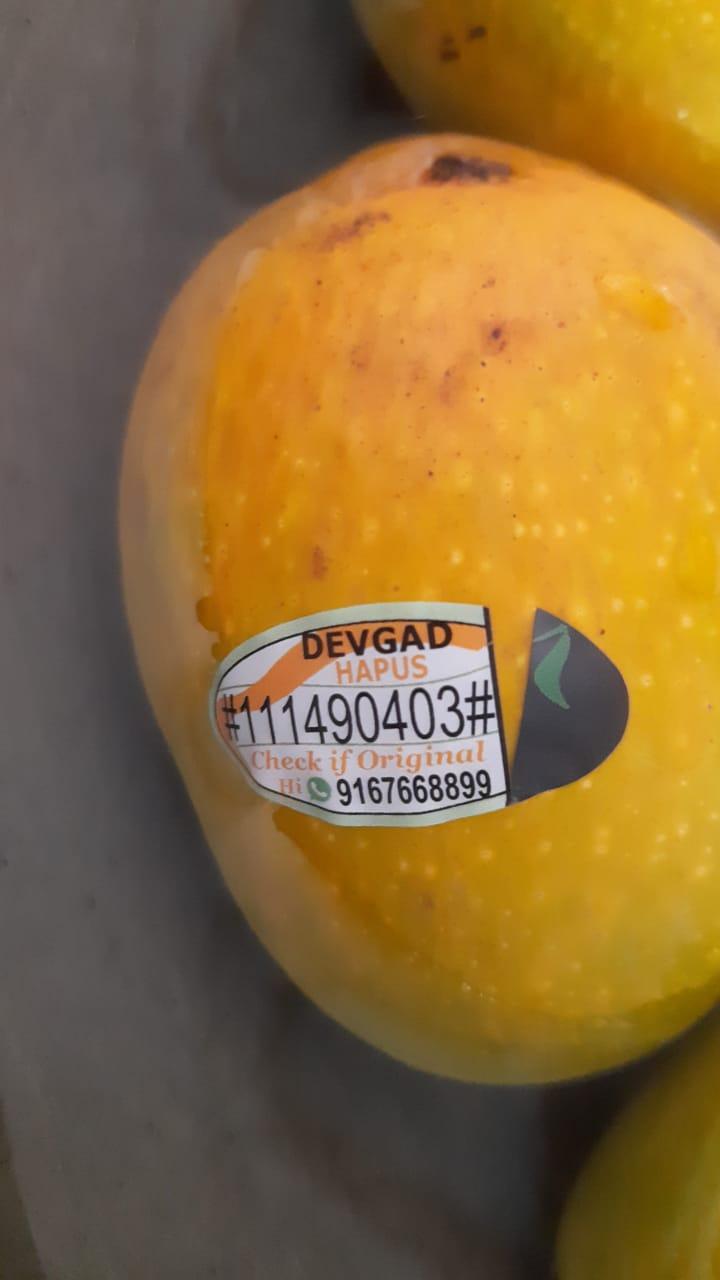 DEVGAD
HAPUS
#111490403#
Check if Original
Hi 9167668899